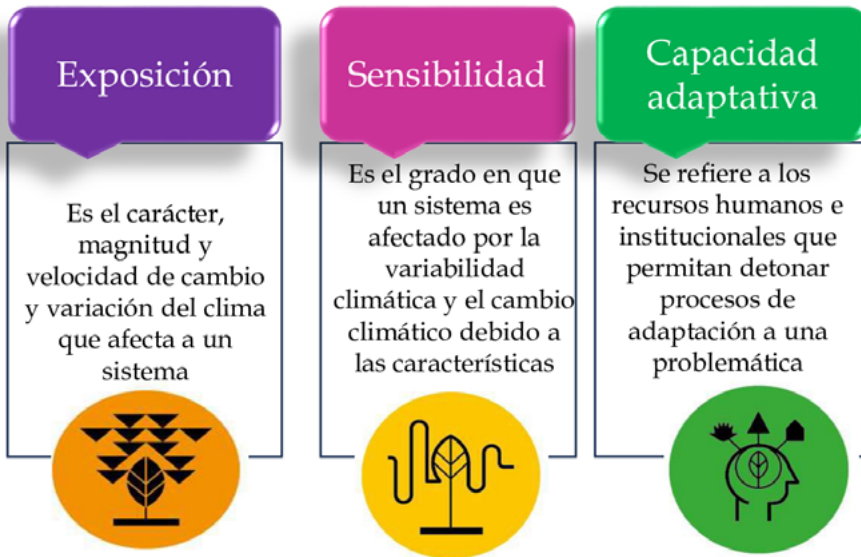 Exposición
Es el carácter,
magnitud y
velocidad de cambio
y variación del clima
que afecta a un
sistema
Sensibilidad
Es el grado en que
un sistema es
afectado por la
variabilidad
climática y el cambio
climático debido a
las características
Capacidad
adaptativa
Se refiere a los
recursos humanos e
institucionales que
permitan detonar
procesos de
adaptación a una
problemática